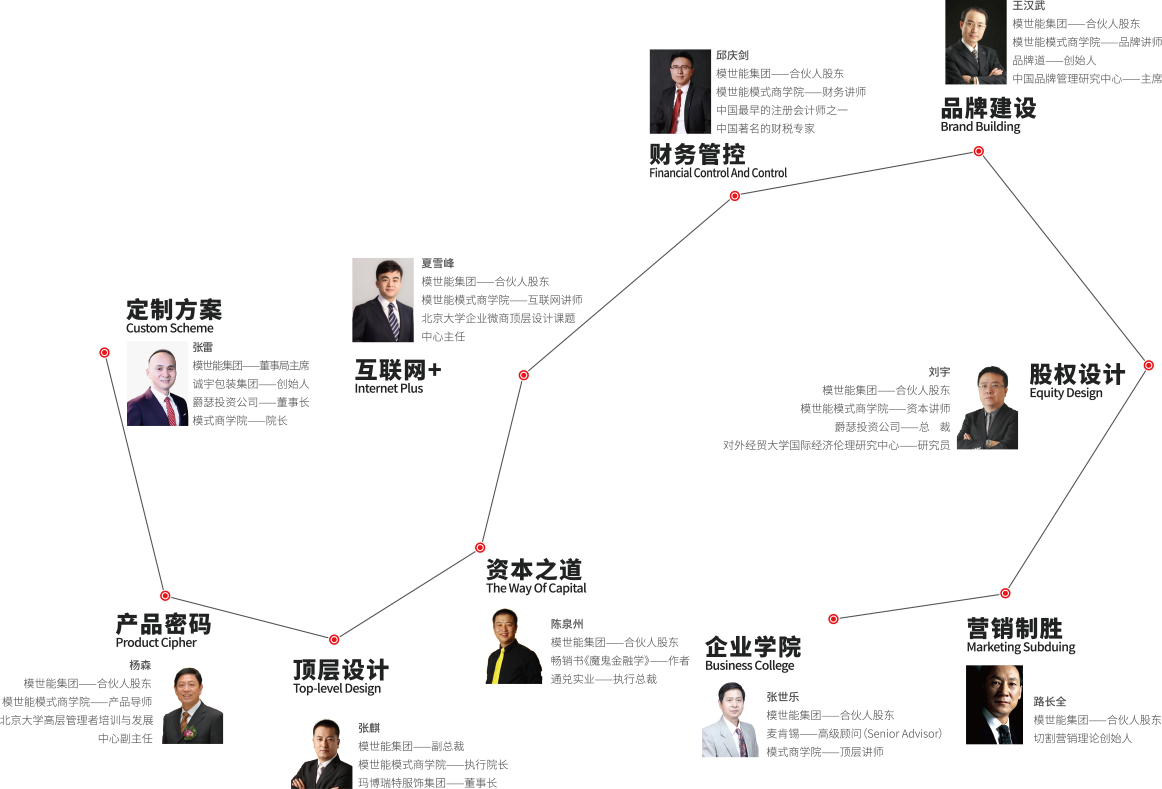 王汉武
模世能集团——合伙人股东
模世能模式商学院——品牌讲师
品牌道——创始人
中国品牌管理研究中心——主席
品牌建设
Brand Building
邱庆剑
模世能集团——合伙人股东
模世能模式商学院——财务讲师
中国最早的注册会计师之一
中国著名的财税专家
财务管控
Financial Control And Control
夏雪峰
模世能集团——合伙人股东
模世能模式商学院——互联网讲师
北京大学企业微商顶层设计课题
中心主任
互联网+
Internet Plus
定制方案
Custom Scheme
张雷
模世能集团——董事局主席
诚宇包装集团——创始人
爵瑟投资公司——董事长
模式商学院——院长
刘宇
模世能集团——合伙人股东
模世能模式商学院——资本讲师
爵瑟投资公司——总 裁
对外经贸大学国际经济伦理研究中心——研究员
股权设计
Equity Design
资本之道
The Way Of Capital
陈泉州
模世能集团——合伙人股东
畅销书《魔鬼金融学》——作者
通兑实业——执行总裁
产品密码
Product Cipher
杨森
模世能集团——合伙人股东
模世能模式商学院——产品导师
北京大学高层管理者培训与发展
中心副主任
顶层设计
Top-level Design
张麒
模世能集团——副总裁
模世能模式商学院——执行院长
玛博瑞特服饰集团——董事长
企业学院
Business College
张世乐
模世能集团——合伙人股东
麦肯锡——高级顾问（Senior Advisor）
模式商学院——顶层讲师
营销制胜
Marketing Subduing
路长全
模世能集团——合伙人股东
切割营销理论创始人